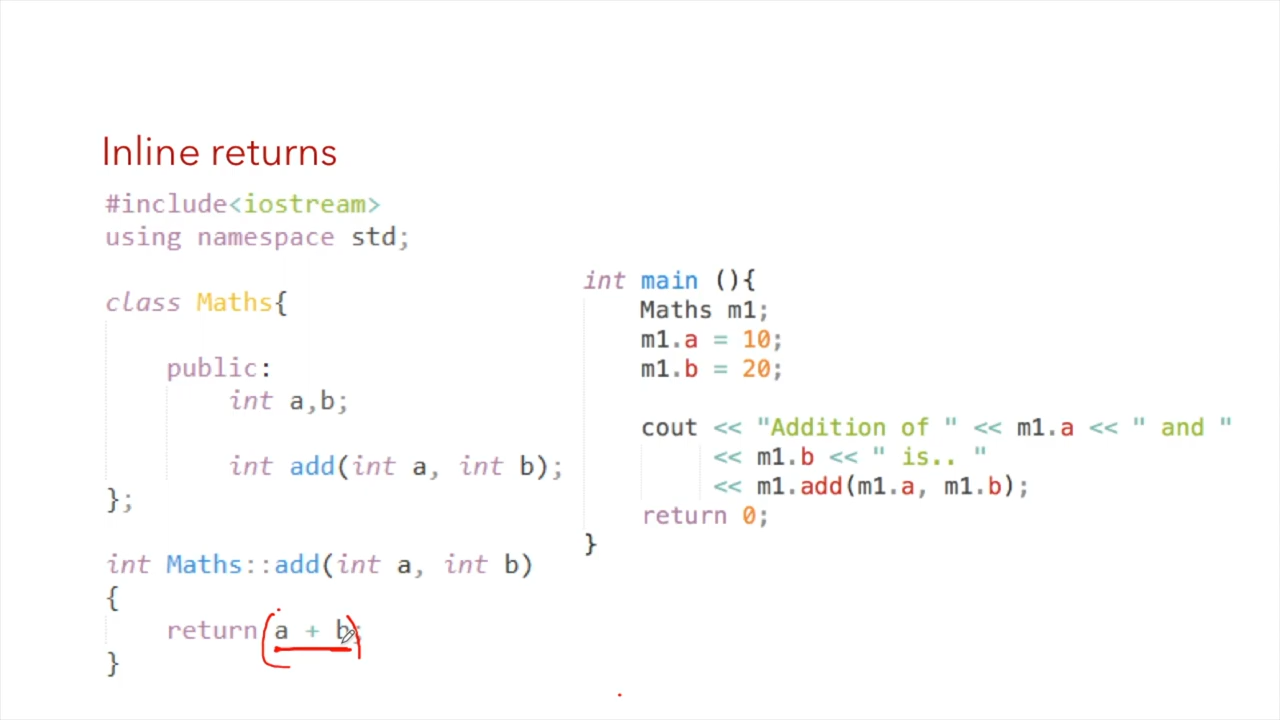 Inline returns
#include<iostream>
using namespace std;
class Maths{
public:
int a,b;
int add(int a, int b);
};
int Maths::add(int a, int b)
{
return a + b;
}
int main (){
Maths m1;
m1.a = 10;
m1.b = 20;
cout << "Addition of " << m1.a << " and "
<< m1.b << " is.. "
<< m1.add(m1.a, m1.b);
return 0;
}